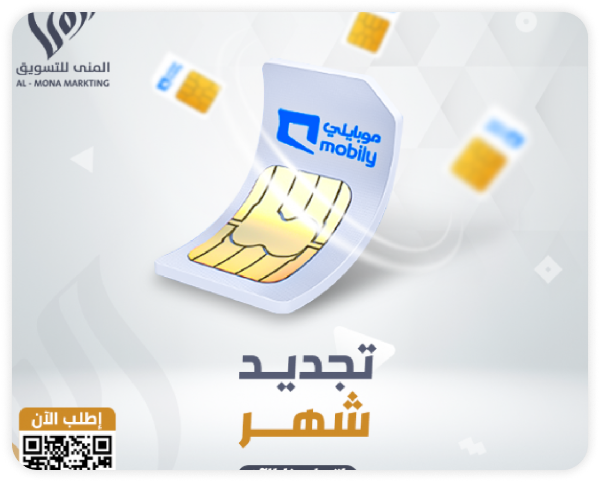 المنى للتسويق
AL - MONA MARKTING
موبايلي
mobily
تجديد
شهر
إطلب الآن